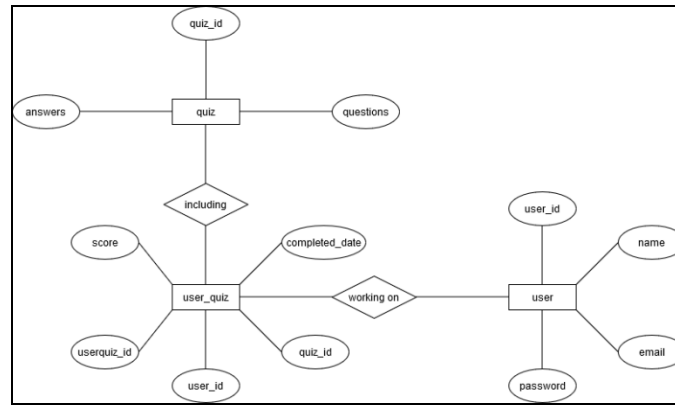 quiz_id
answers
quiz
questions
including
user_id
score
completed_date
name
user_quiz
working on
user
userquiz_id
quiz_id
email
user_id
password